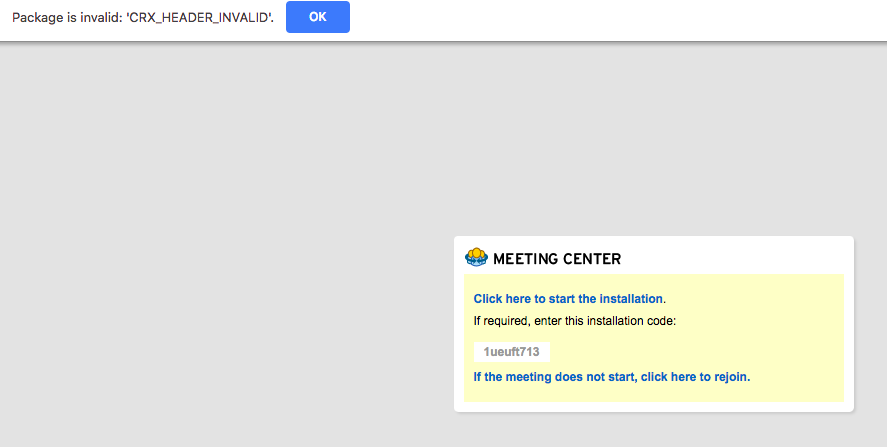 Package is invalid: 'CRX_HEADER_INVALID'. OK
MEETING CENTER
Click here to start the installation.
If required, enter this installation code:
1ueuft713
If the meeting does not start, click here to rejoin.